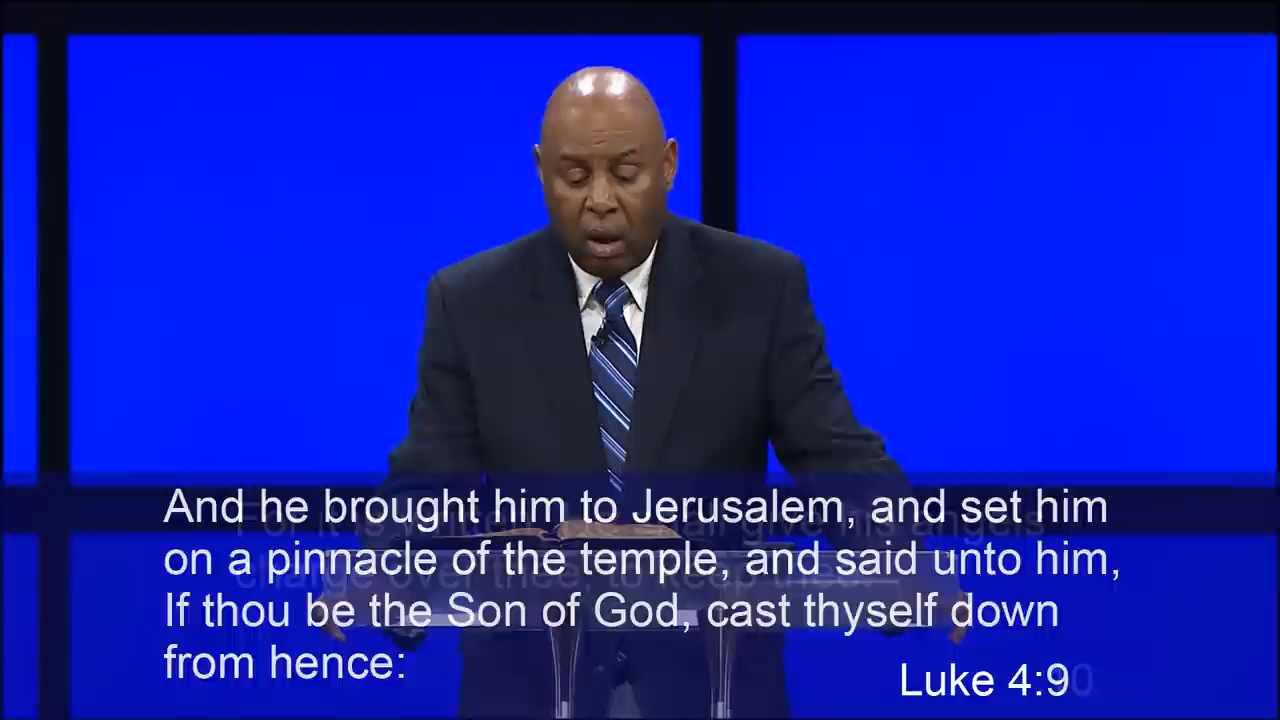 And he brought him to Jerusalem, and set him
on a pinnacle of the temple, and said unto him,
If thou be the Son of God, cast thyself down
from hence:
Luke 4:9